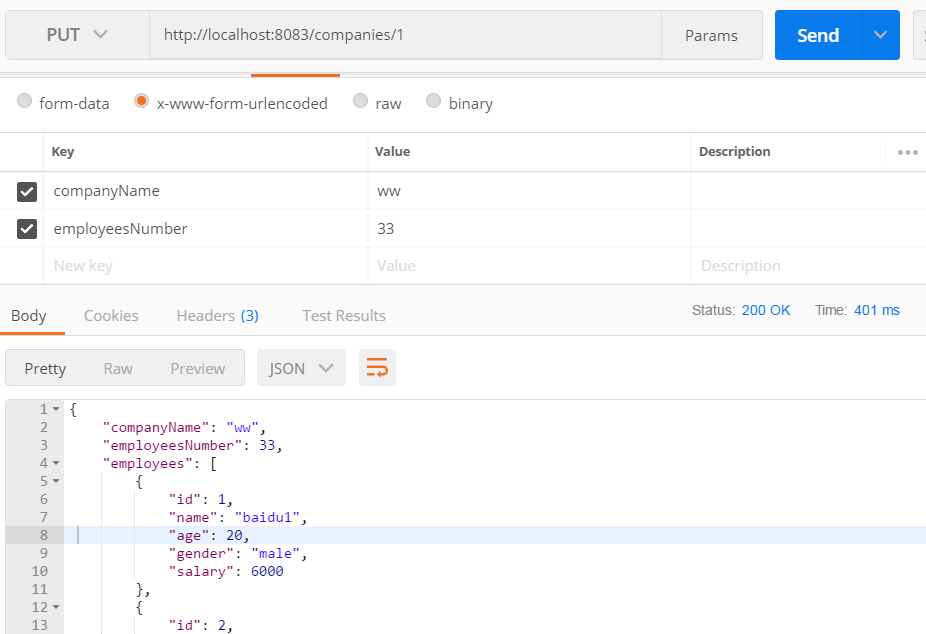 PUT http://localhost:8083/companies/1 Params Send
form-data x-www-form-urlencoded raw binary
Key Value Description
companyName ww
employeesNumber 33
New key Value Description
Body Cookies Headers (3) Test Results Status: 200 OK Time: 401 ms
Pretty Raw Preview JSON
1 {
2 "companyName": "ww",
3 "employeesNumber": 33,
4 "employees": [
5 {
6 "id": 1,
7 "name": "baidu1",
8 "age": 20,
9 "gender": "male",
10 "salary": 6000
11 },
12 {
13 "id": 2,